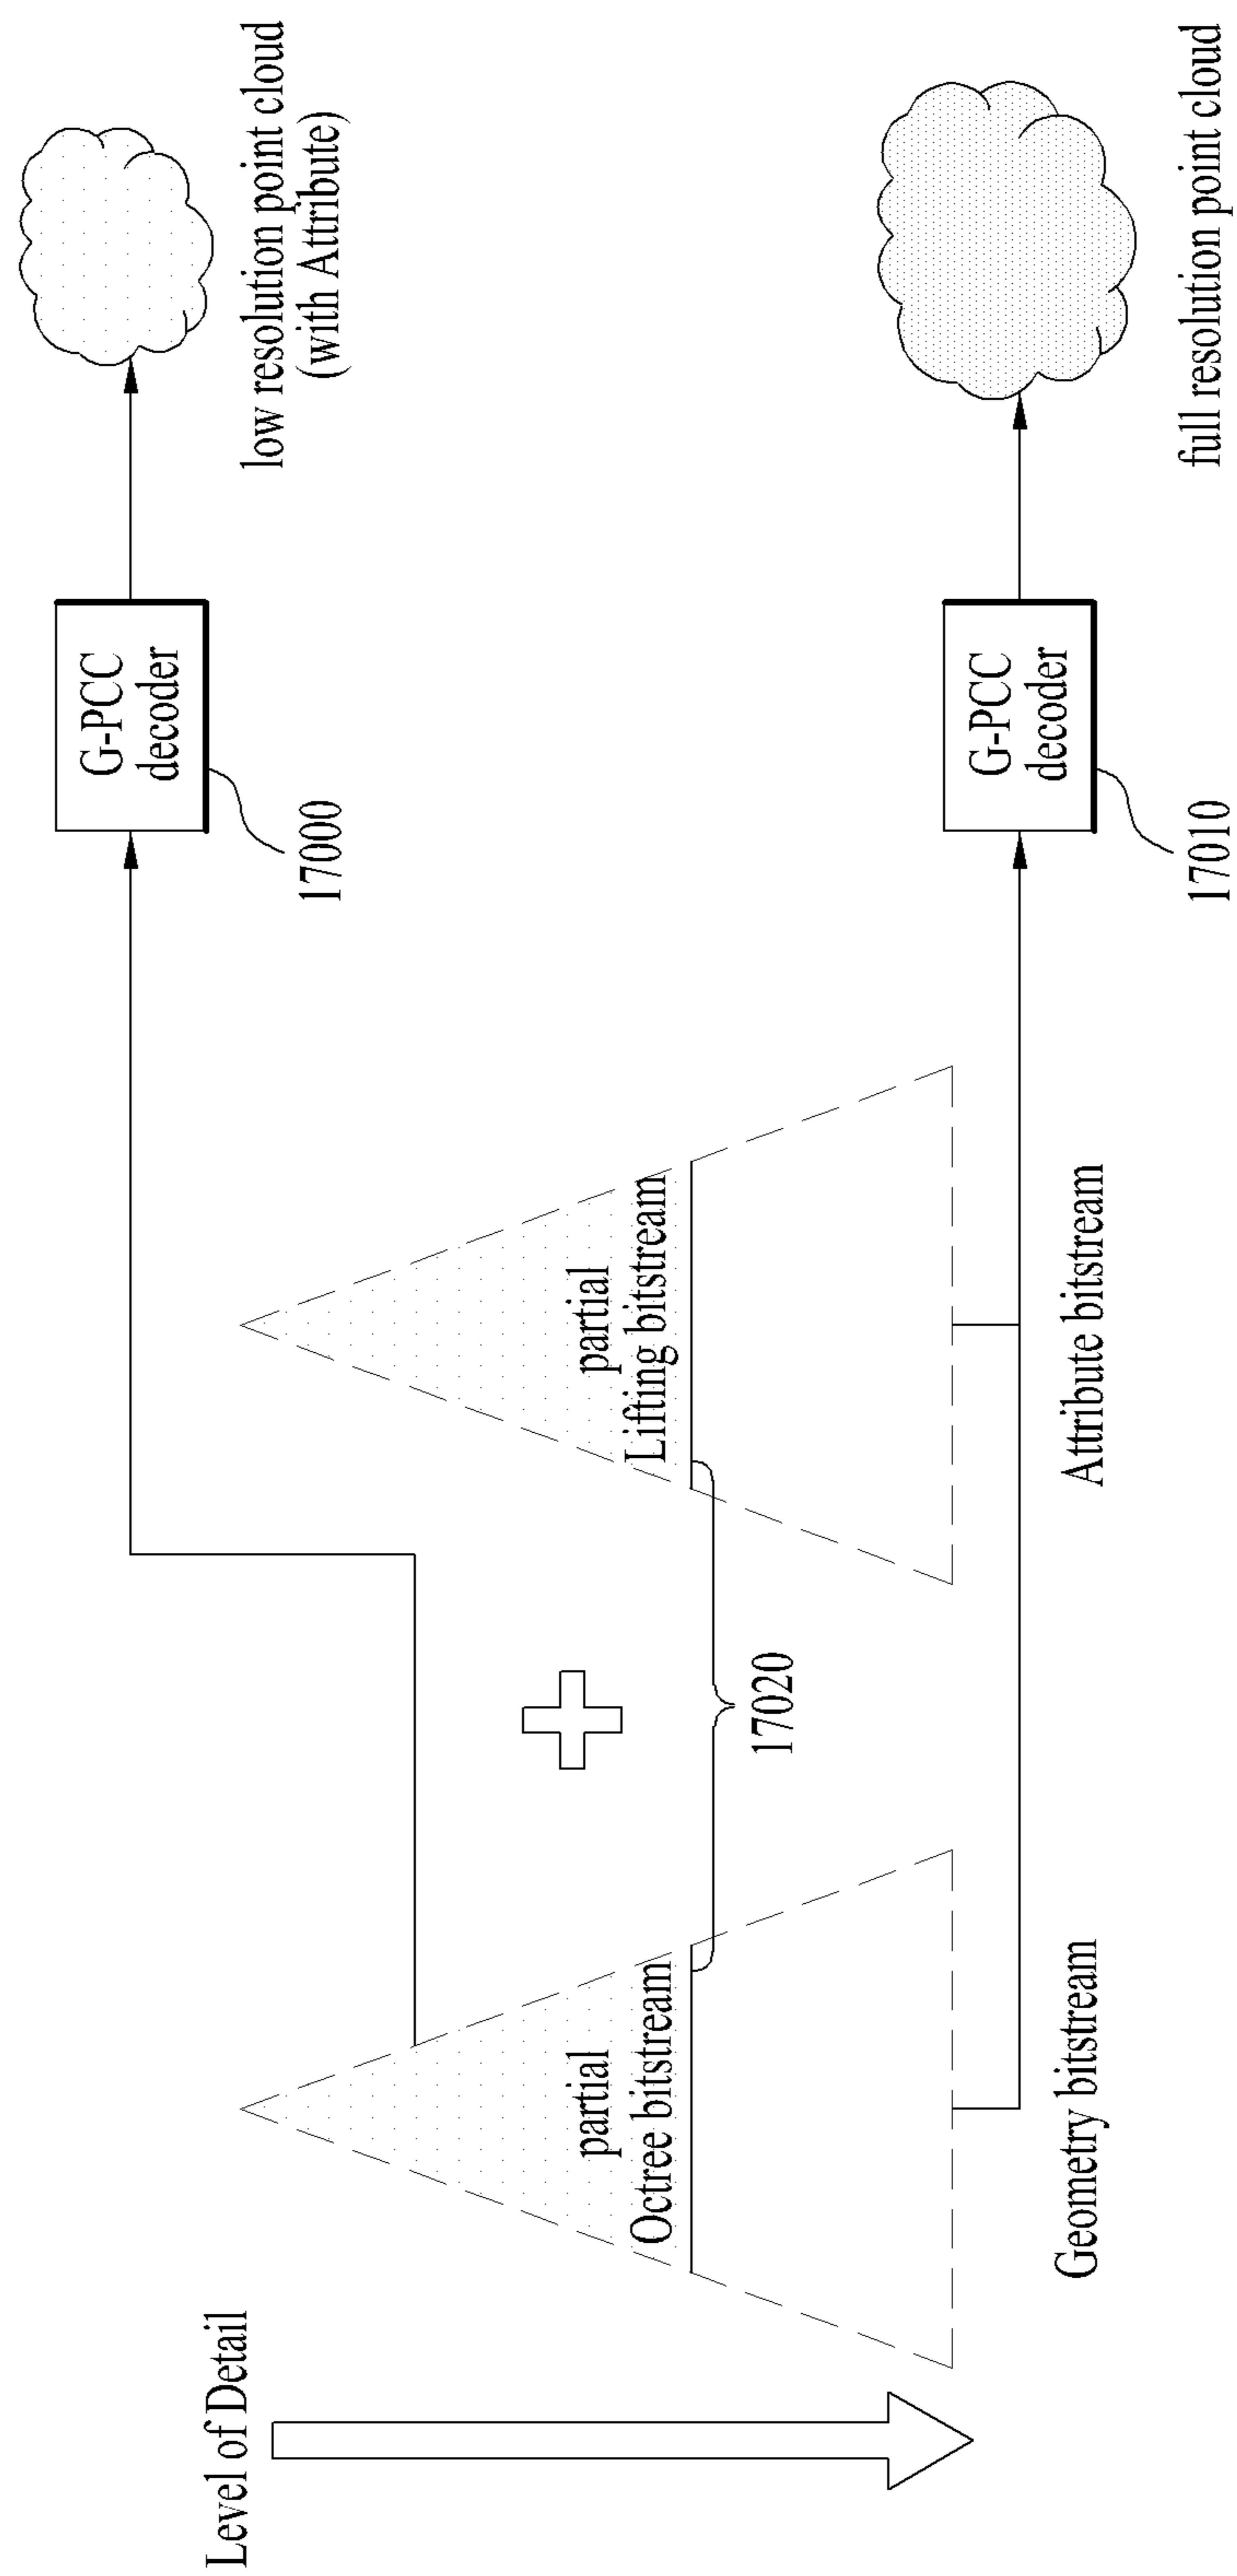 Level of Detail
partial
Octree bitstream
Geometry bitstream
17020
partial
Lifting bitstream
Attribute bitstream
G-PCC
decoder
17000
low resolution point cloud
(with Attribute)
G-PCC
decoder
17010
full resolution point cloud